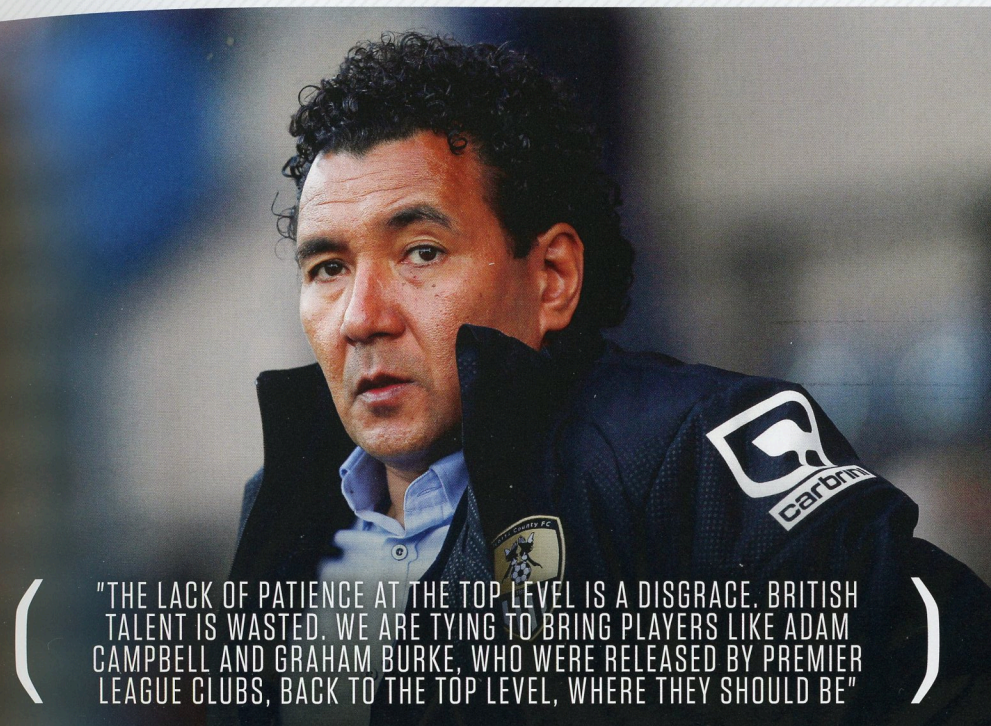 carbrini
County FC
"THE LACK OF PATIENCE AT THE TOP LEVEL IS A DISGRACE. BRITISH
TALENT IS WASTED. WE ARE TYING TO BRING PLAYERS LIKE ADAM
CAMPBELL AND GRAHAM BURKE, WHO WERE RELEASED BY PREMIER
LEAGUE CLUBS, BACK TO THE TOP LEVEL, WHERE THEY SHOULD BE"